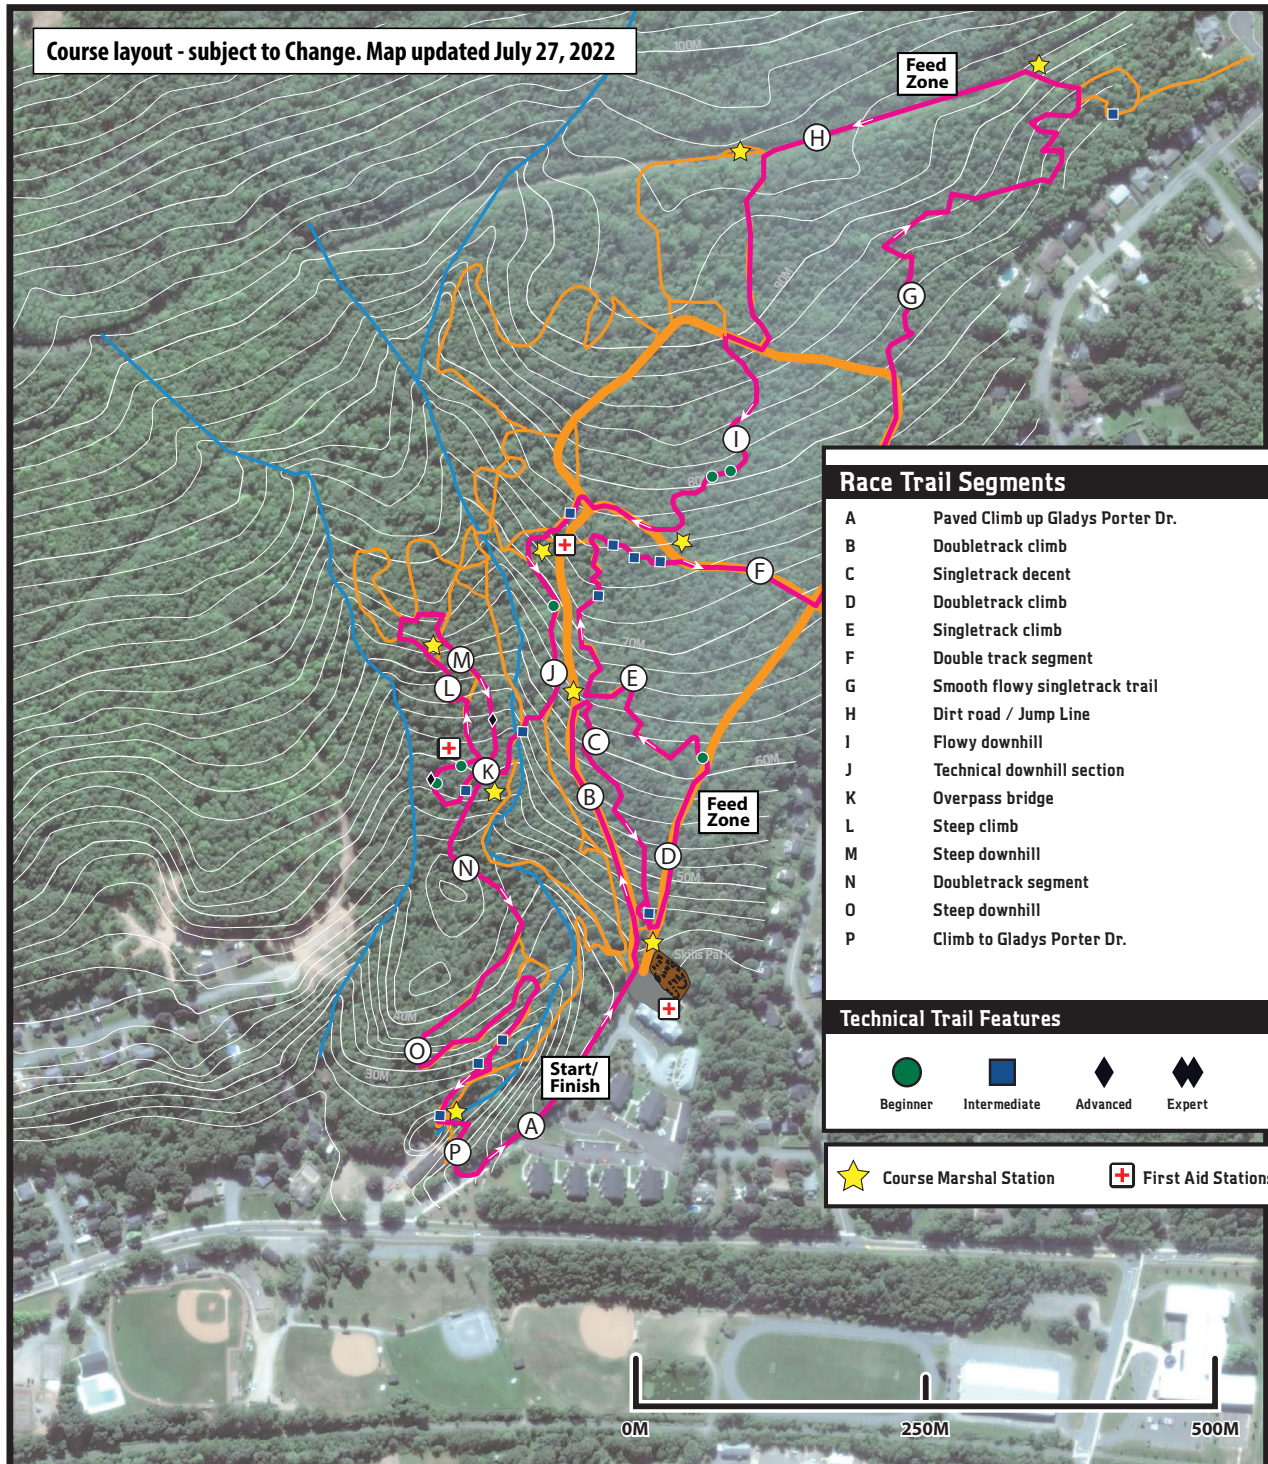 Course layout - subject to Change. Map updated July 27, 2022
100M
Feed
Zone
H
90M
G
I
80
F
70M
E
J
M
L
C
60M
K
B
Feed
Zone
D
50M
N
Skills Park
40M
O
30M
Start/
Finish
A
P
Race Trail Segments
A Paved Climb up Gladys Porter Dr.
B Doubletrack climb
C Singletrack decent
D Doubletrack climb
E Singletrack climb
F Double track segment
G Smooth flowy singletrack trail
H Dirt road / Jump Line
I Flowy downhill
J Technical downhill section
K Overpass bridge
L Steep climb
M Steep downhill
N Doubletrack segment
O Steep downhill
P Climb to Gladys Porter Dr.
Technical Trail Features
Beginner Intermediate Advanced Expert
Course Marshal Station First Aid Stations
0M 250M 500M